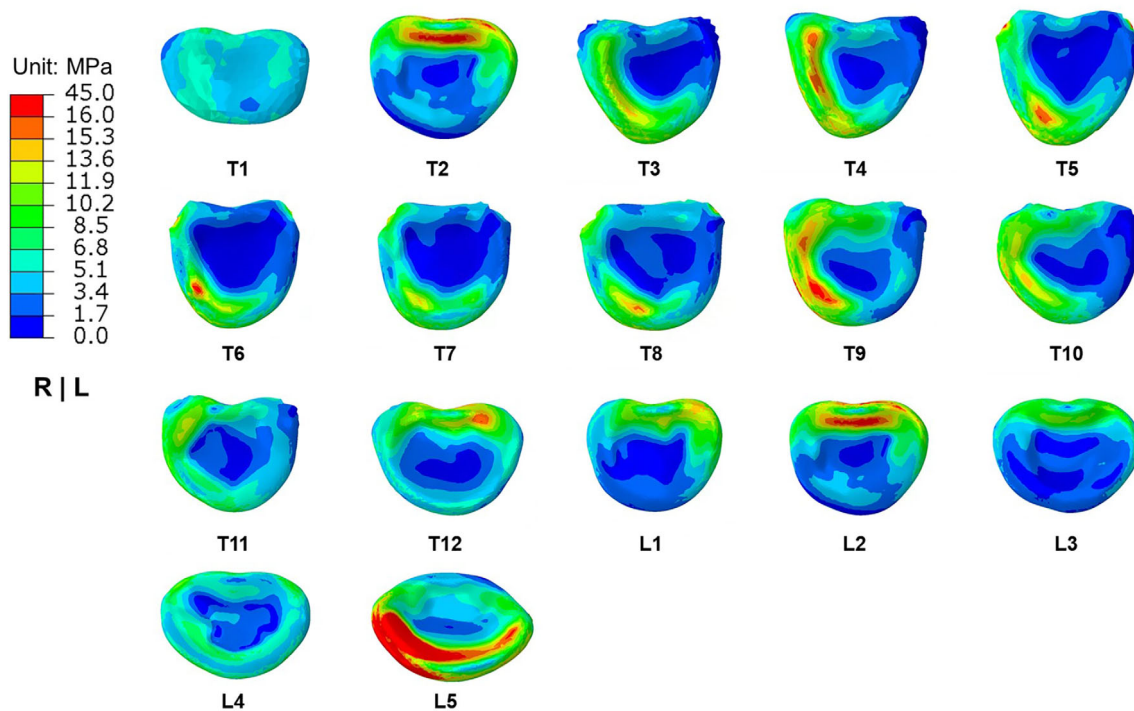 Unit: MPa
45.0
16.0
15.3
13.6
11.9
10.2
8.5
6.8
5.1
3.4
1.7
0.0
R | L
T1
T2
T3
T4
T5
T6
T7
T8
T9
T10
T11
T12
L1
L2
L3
L4
L5